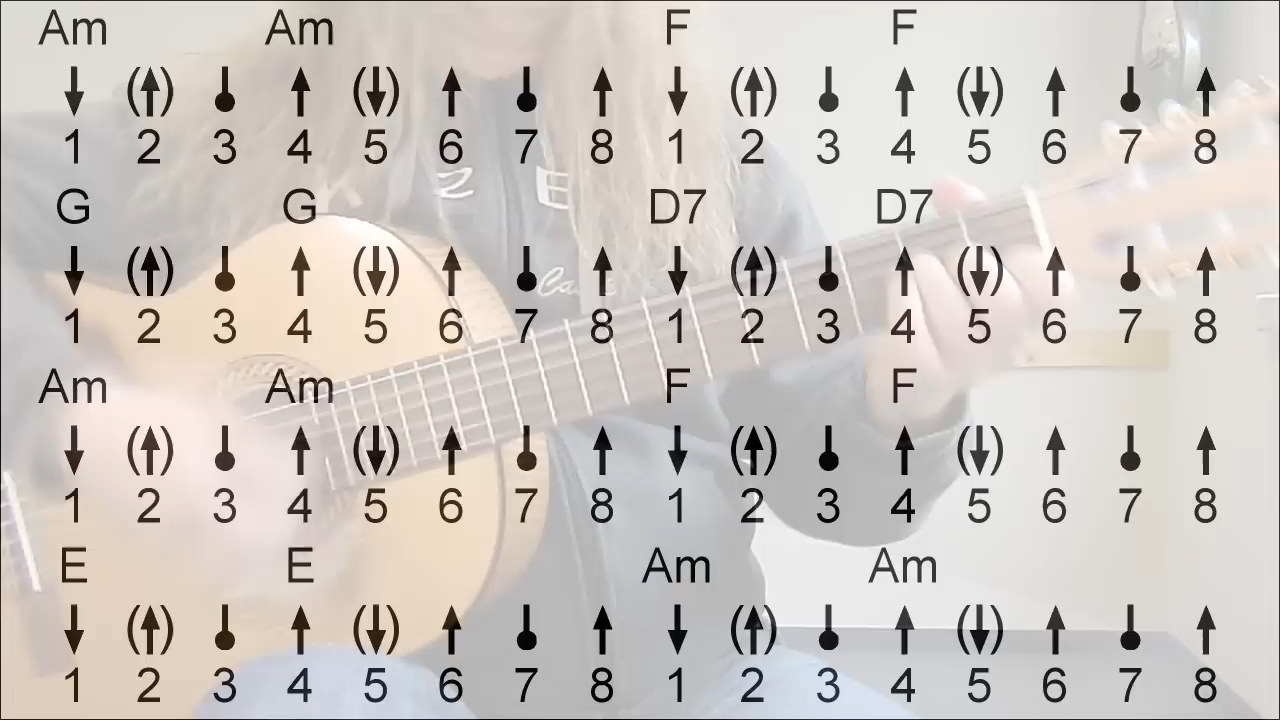 Am Am F F
↓ (↑) ↑ (↓) ↑ ↑ ↓ (↑) ↑ (↓) ↑ ↑
1 2 3 4 5 6 7 8 1 2 3 4 5 6 7 8
G G D7 D7
↓ (↑) ↑ (↓) ↑ ↑ ↓ (↑) ↑ (↓) ↑ ↑
1 2 3 4 5 6 7 8 1 2 3 4 5 6 7 8
Am Am F F
↓ (↑) ↑ (↓) ↑ ↑ ↓ (↑) ↑ (↓) ↑ ↑
1 2 3 4 5 6 7 8 1 2 3 4 5 6 7 8
E E Am Am
↓ (↑) ↑ (↓) ↑ ↑ ↓ (↑) ↑ (↓) ↑ ↑
1 2 3 4 5 6 7 8 1 2 3 4 5 6 7 8